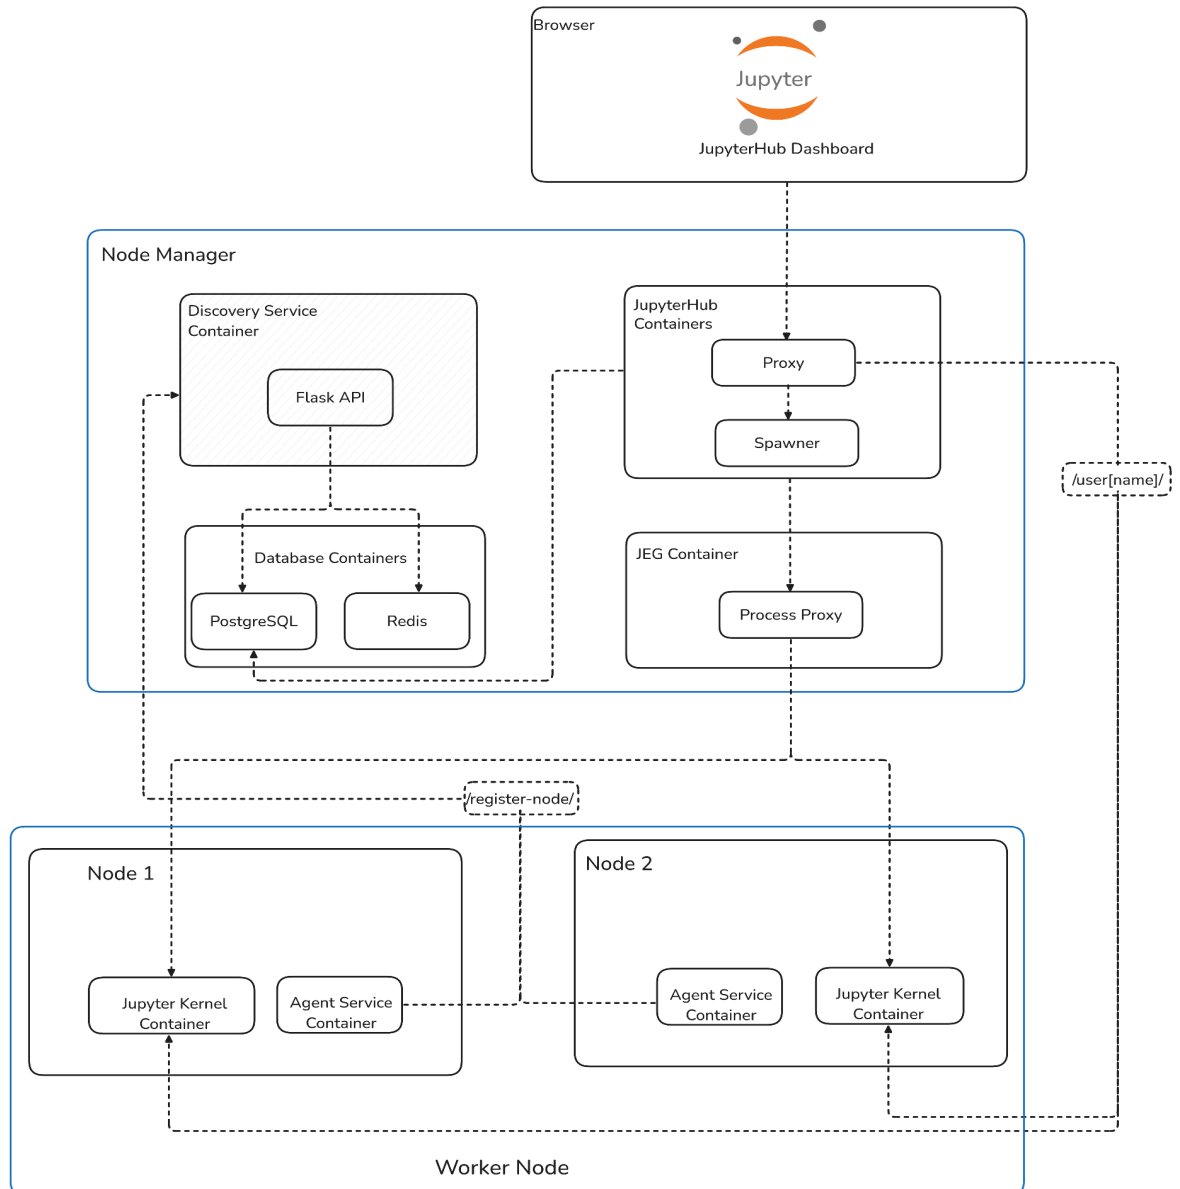 Browser
Jupyter
JupyterHub Dashboard
Node Manager
Discovery Service
Container
Flask API
JupyterHub
Containers
Proxy
Spawner
/user[name]/
Database Containers
PostgreSQL
Redis
JEG Container
Process Proxy
/register-node/
Node 1
Jupyter Kernel
Container
Agent Service
Container
Node 2
Agent Service
Container
Jupyter Kernel
Container
Worker Node